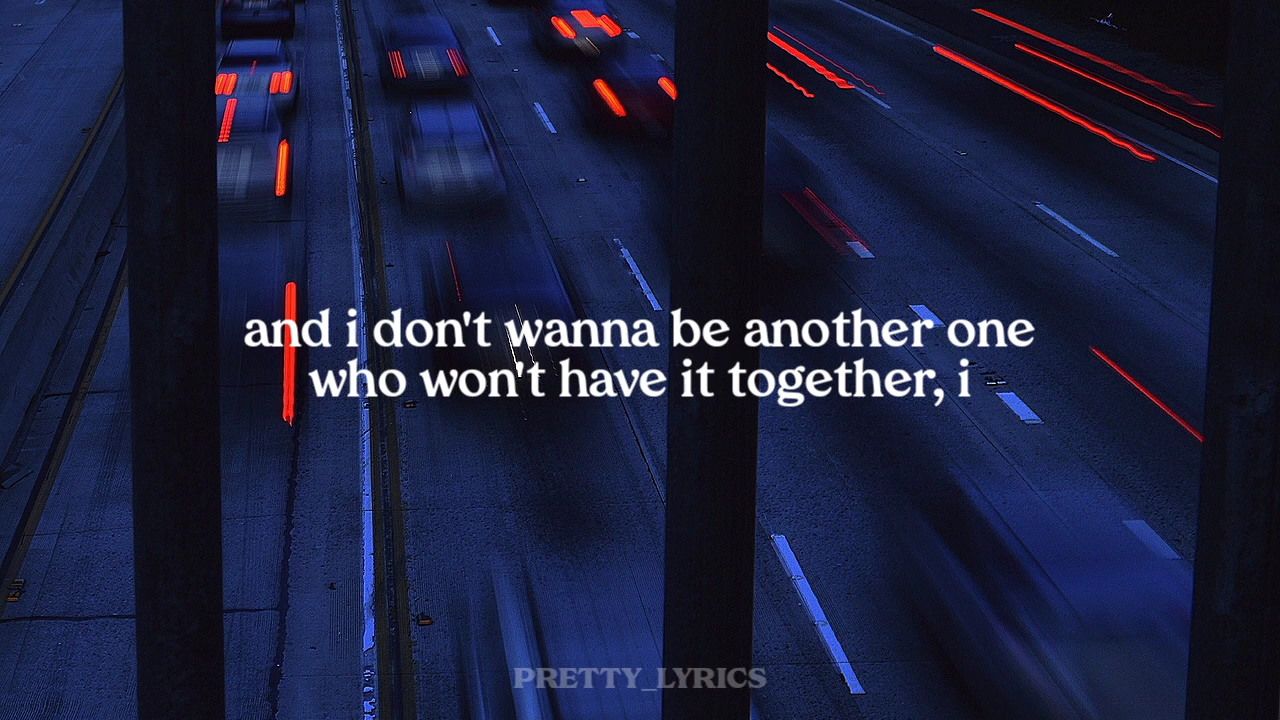 and i don't wanna be another one
who won't have it together, i
PRETTY_LYRICS